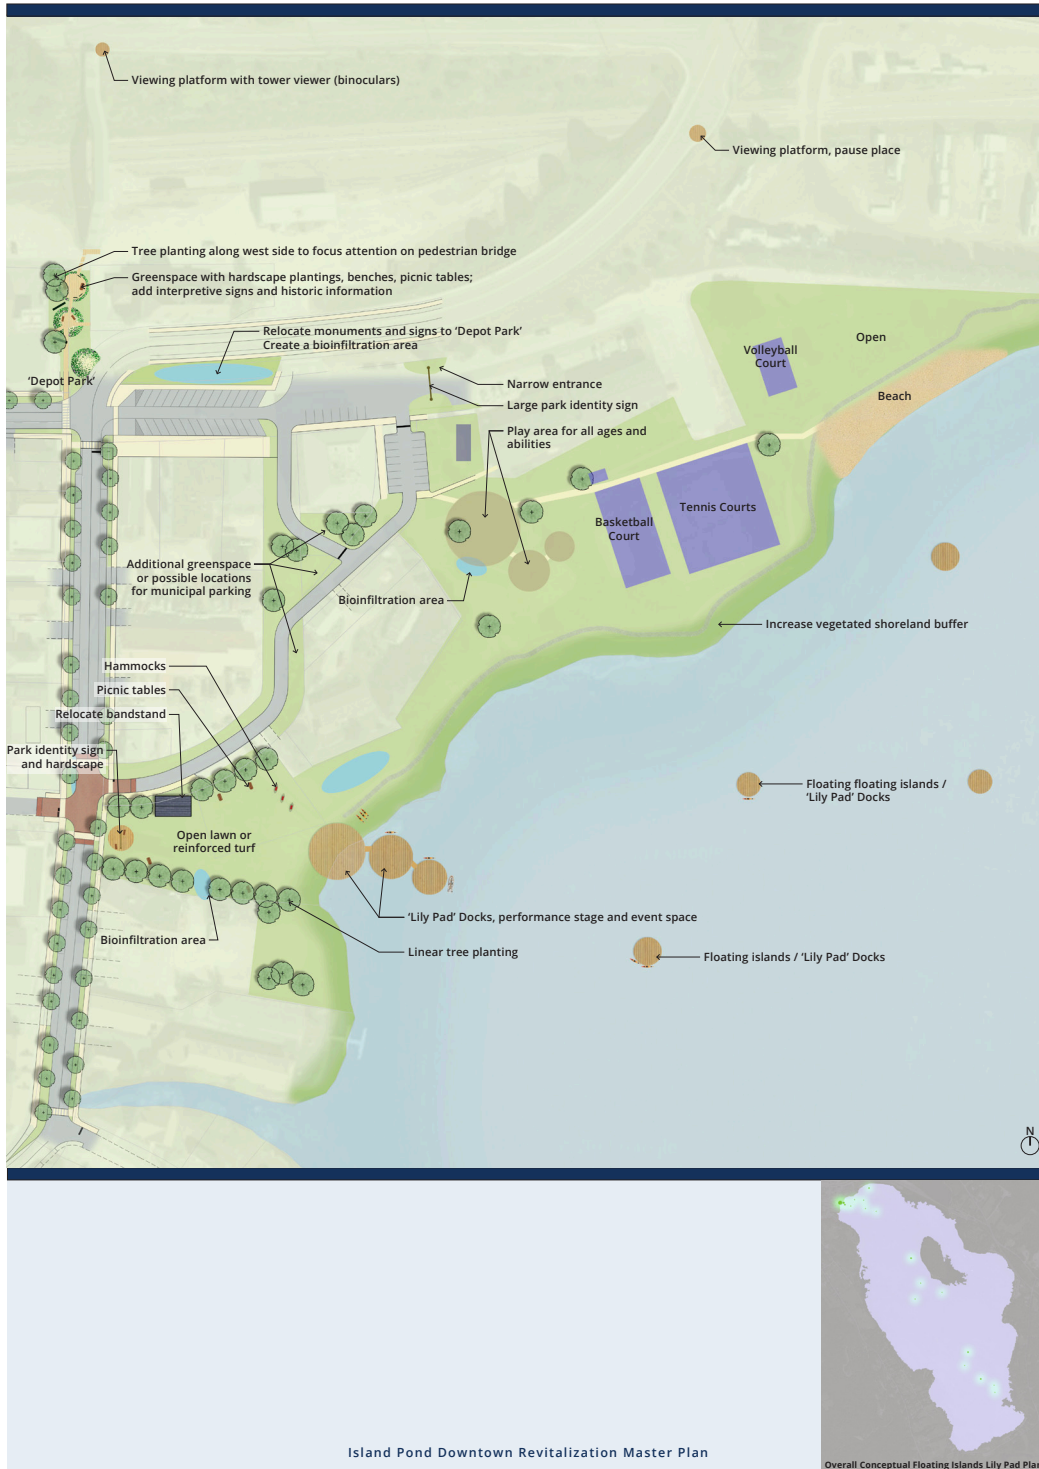 Viewing platform with tower viewer (binoculars)
Viewing platform, pause place
Tree planting along west side to focus attention on pedestrian bridge
Greenspace with hardscape plantings, benches, picnic tables;
add interpretive signs and historic information
Relocate monuments and signs to ‘Depot Park’
Create a bioinfiltration area
Open
Volleyball
Court
‘Depot Park’
Narrow entrance
Beach
Large park identity sign
Play area for all ages and
abilities
Tennis Courts
Basketball
Court
Additional greenspace
or possible locations
for municipal parking
Bioinfiltration area
Increase vegetated shoreland buffer
Hammocks
Picnic tables
Relocate bandstand
Park identity sign
and hardscape
Floating floating islands /
‘Lily Pad’ Docks
Open lawn or
reinforced turf
‘Lily Pad’ Docks, performance stage and event space
Bioinfiltration area
Linear tree planting
Floating islands / ‘Lily Pad’ Docks
N
Island Pond Downtown Revitalization Master Plan
Overall Conceptual Floating Islands Lily Pad Plan